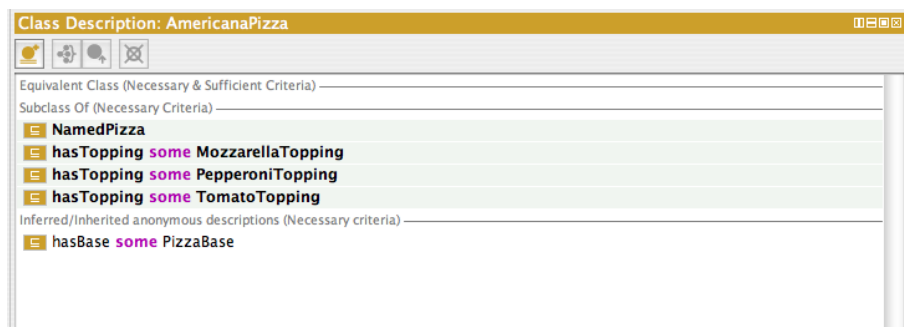 Class Description: AmericanaPizza
Equivalent Class (Necessary & Sufficient Criteria)
Subclass Of (Necessary Criteria)
⊑ NamedPizza
⊑ hasTopping some MozzarellaTopping
⊑ hasTopping some PepperoniTopping
⊑ hasTopping some TomatoTopping
Inferred/Inherited anonymous descriptions (Necessary criteria)
⊑ hasBase some PizzaBase